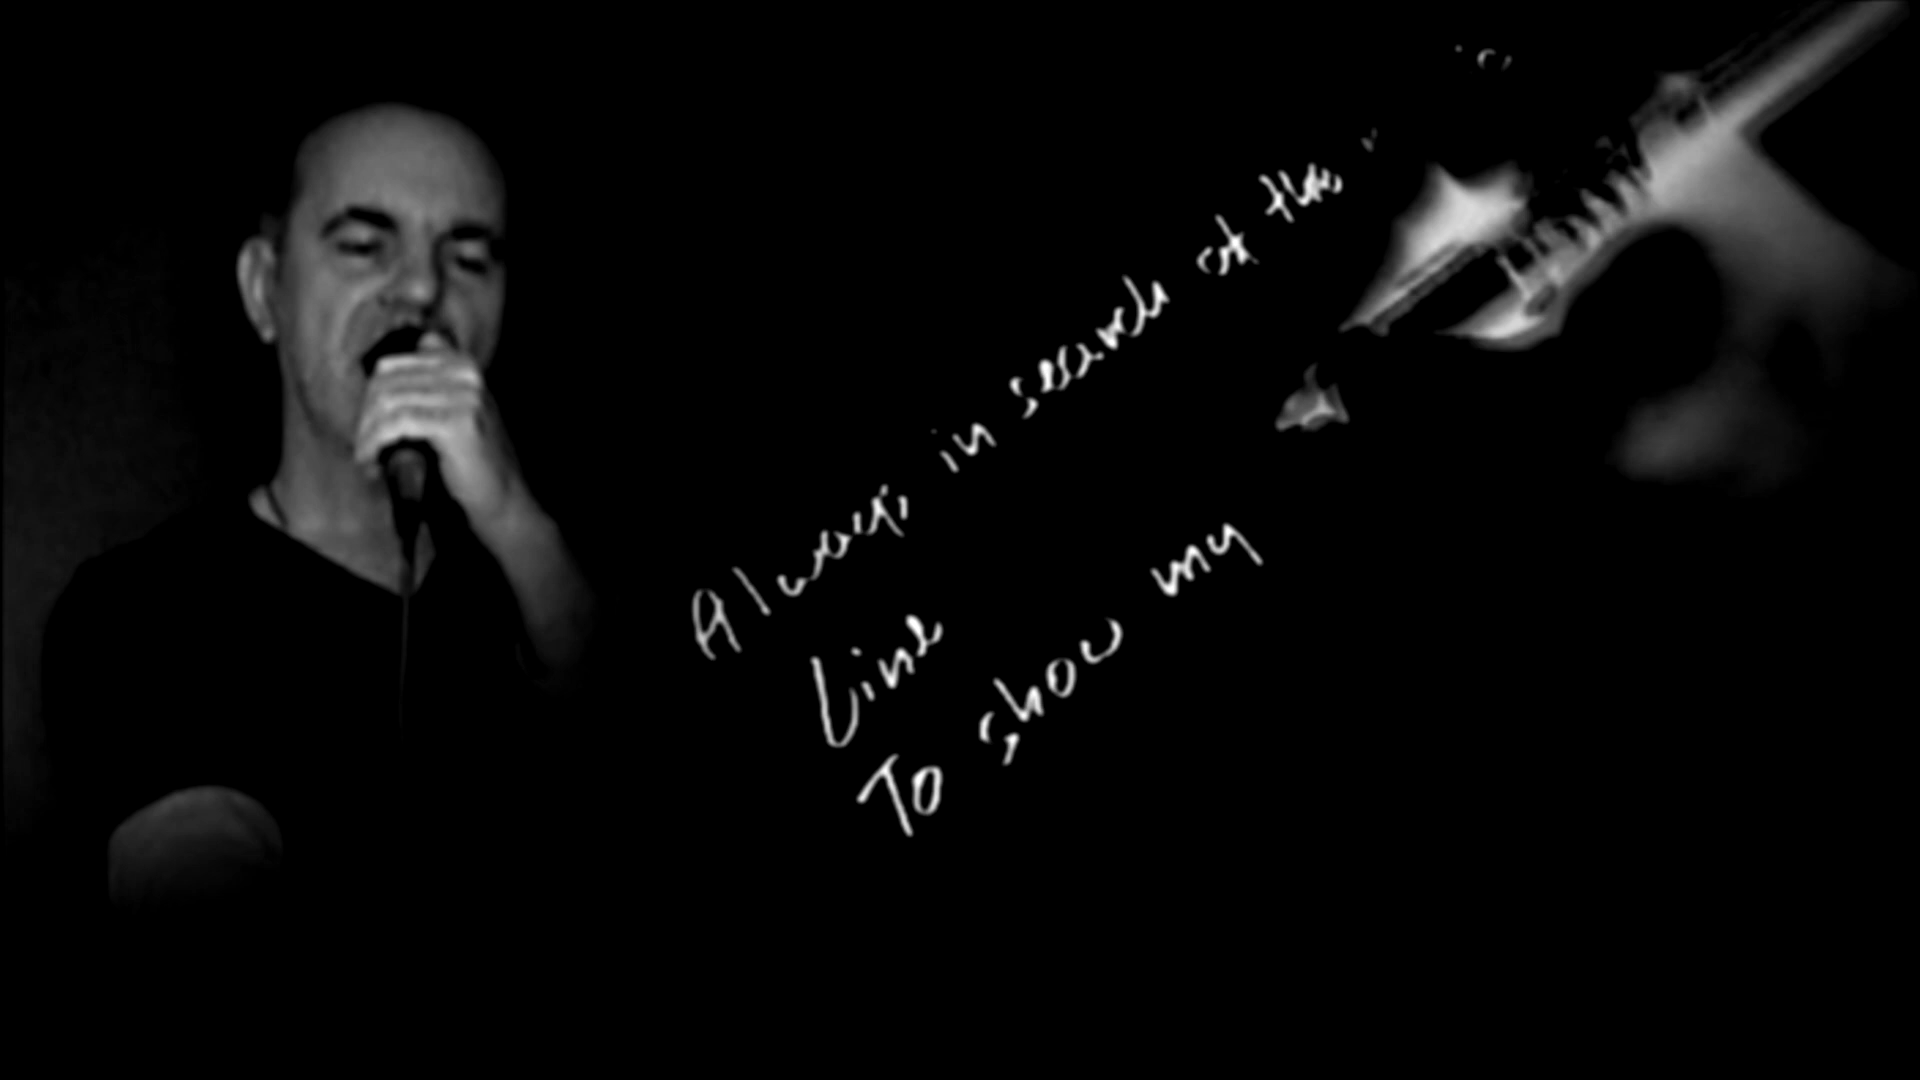 Always in search of the
Line
To show my